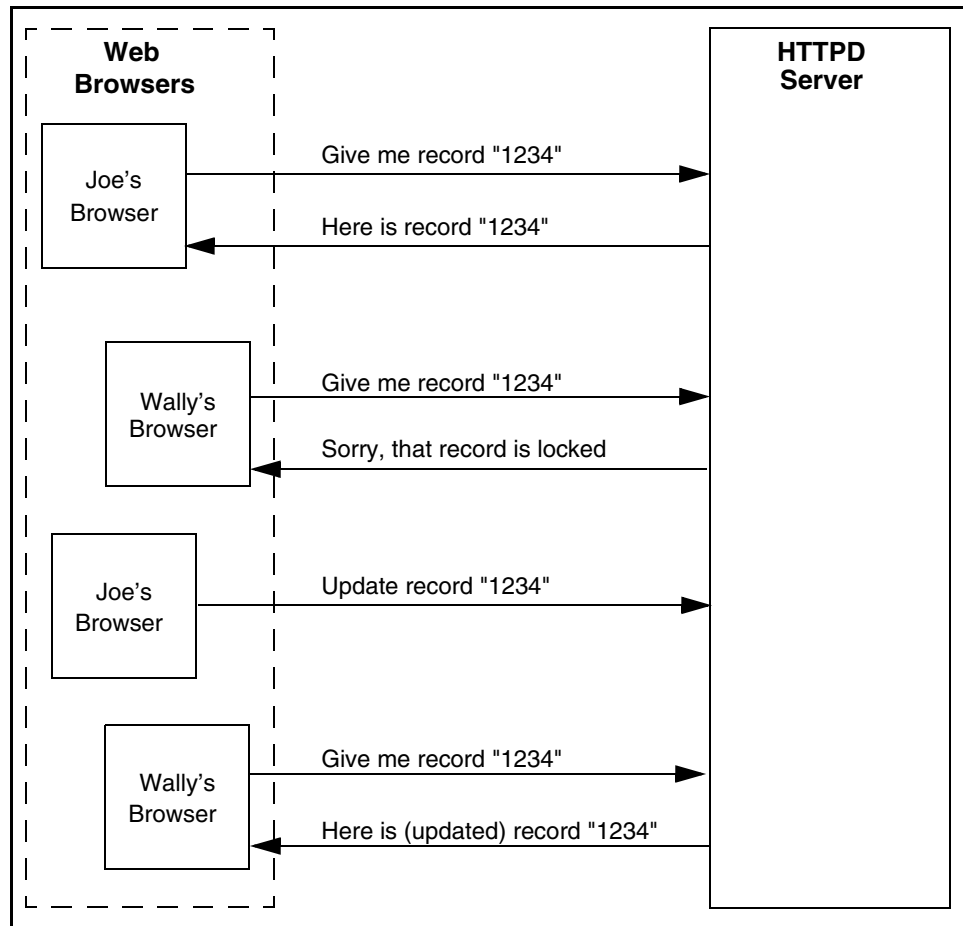 Web
Browsers
HTTPD
Server
Joe's
Browser
Give me record "1234"
Here is record "1234"
Wally's
Browser
Give me record "1234"
Sorry, that record is locked
Joe's
Browser
Update record "1234"
Wally's
Browser
Give me record "1234"
Here is (updated) record "1234"